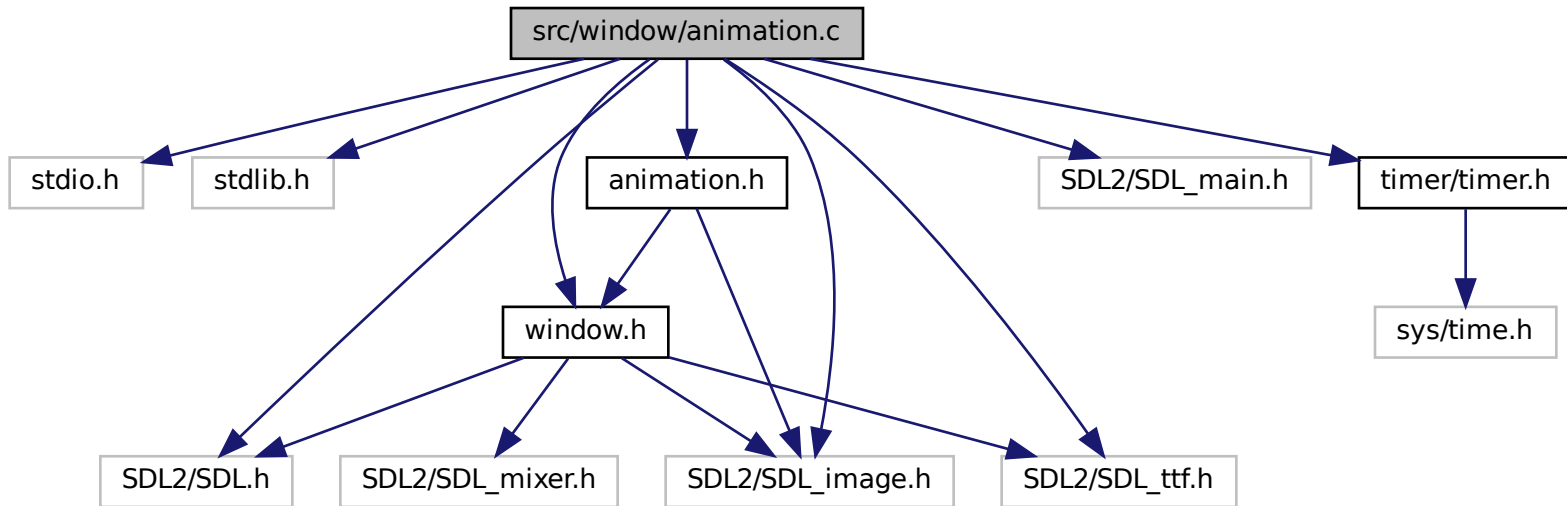 src/window/animation.c
stdio.h
stdlib.h
animation.h
SDL2/SDL_main.h
timer/timer.h
window.h
sys/time.h
SDL2/SDL.h
SDL2/SDL_mixer.h
SDL2/SDL_image.h
SDL2/SDL_ttf.h